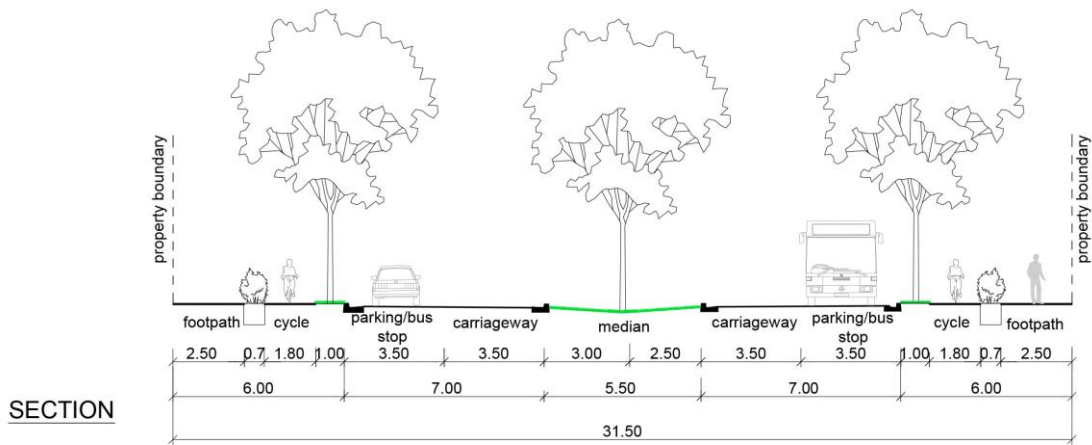 property boundary
property boundary
footpath
cycle
parking/bus
stop
carriageway
median
carriageway
parking/bus
stop
cycle
footpath
2.50 0.7 1.80 1.00 3.50 3.50 3.00 2.50 3.50 3.50 1.00 1.80 0.7 2.50
6.00 7.00 5.50 7.00 6.00
SECTION
31.50